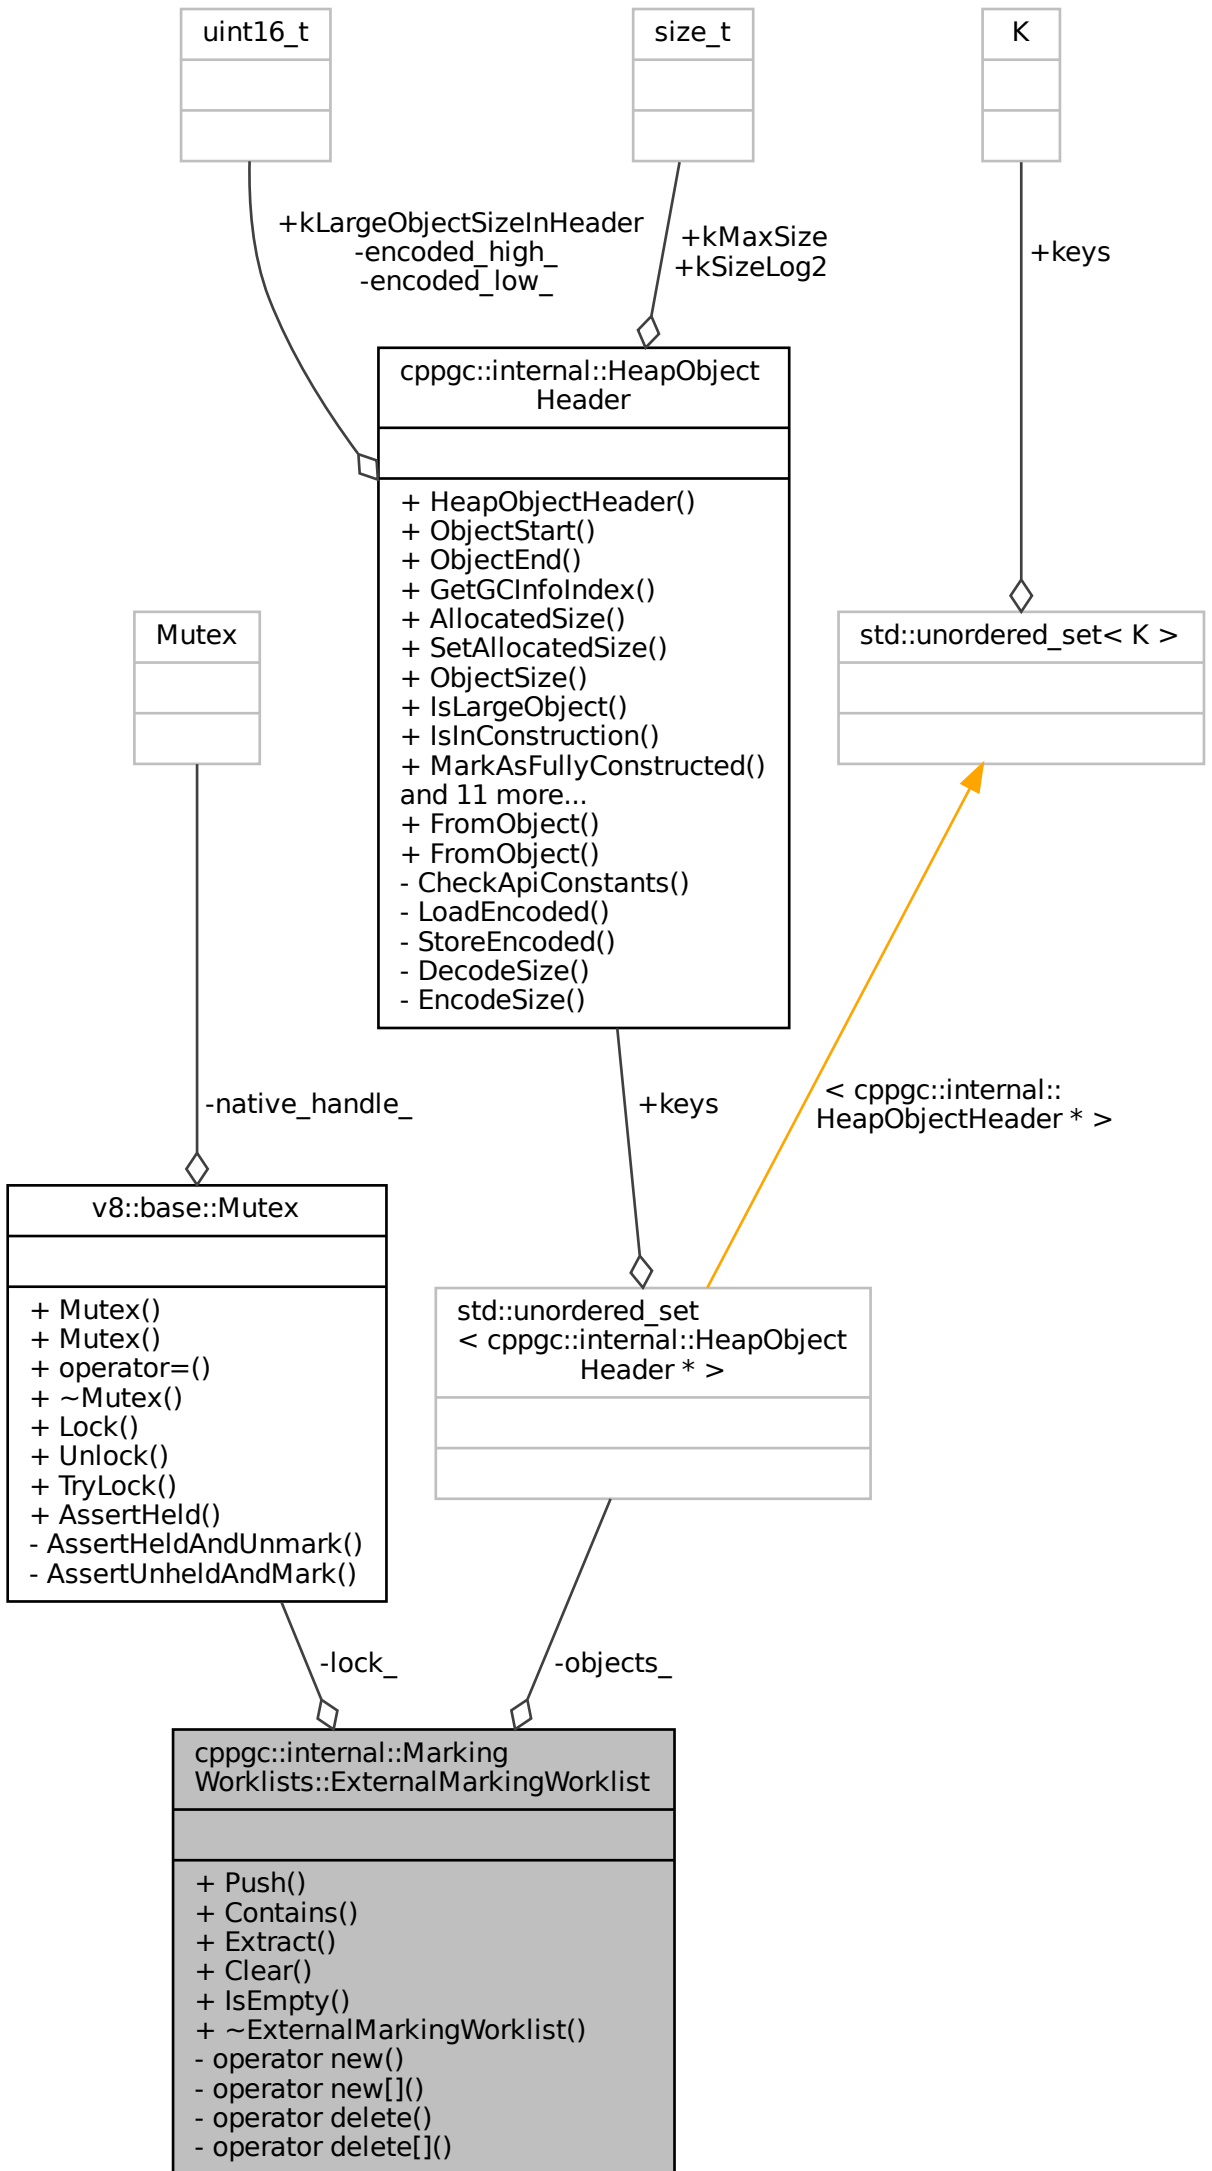 uint16_t
size_t
K
+kLargeObjectSizeInHeader
-encoded_high_
-encoded_low_
+kMaxSize
+kSizeLog2
+keys
cppgc::internal::HeapObject
Header
+ HeapObjectHeader()
+ ObjectStart()
+ ObjectEnd()
+ GetGCInfoIndex()
+ AllocatedSize()
+ SetAllocatedSize()
+ ObjectSize()
+ IsLargeObject()
+ IsInConstruction()
+ MarkAsFullyConstructed()
and 11 more...
+ FromObject()
+ FromObject()
- CheckApiConstants()
- LoadEncoded()
- StoreEncoded()
- DecodeSize()
- EncodeSize()
Mutex
std::unordered_set< K >
-native_handle_
+keys
< cppgc::internal::
HeapObjectHeader * >
v8::base::Mutex
+ Mutex()
+ Mutex()
+ operator=()
+ ~Mutex()
+ Lock()
+ Unlock()
+ TryLock()
+ AssertHeld()
- AssertHeldAndUnmark()
- AssertUnheldAndMark()
std::unordered_set
< cppgc::internal::HeapObject
Header * >
-lock_
-objects_
cppgc::internal::Marking
Worklists::ExternalMarkingWorklist
+ Push()
+ Contains()
+ Extract()
+ Clear()
+ IsEmpty()
+ ~ExternalMarkingWorklist()
- operator new()
- operator new[]()
- operator delete()
- operator delete[]()